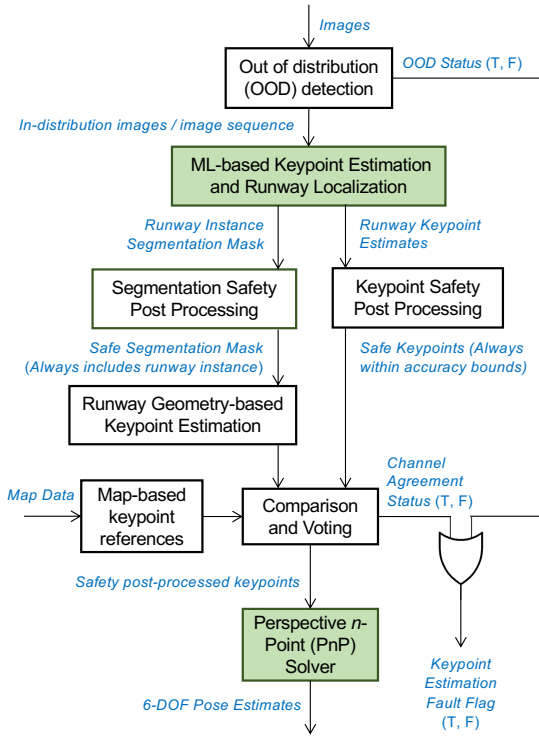 Images
Out of distribution
(OOD) detection
OOD Status (T, F)
In-distribution images / image sequence
ML-based Keypoint Estimation
and Runway Localization
Runway Instance
Segmentation Mask
Runway Keypoint
Estimates
Segmentation Safety
Post Processing
Keypoint Safety
Post Processing
Safe Segmentation Mask
(Always includes runway instance)
Safe Keypoints (Always
within accuracy bounds)
Runway Geometry-based
Keypoint Estimation
Map Data
Map-based
keypoint
references
Comparison
and Voting
Channel
Agreement
Status (T, F)
Safety post-processed keypoints
Perspective n-
Point (PnP)
Solver
Keypoint
Estimation
Fault Flag
(T, F)
6-DOF Pose Estimates